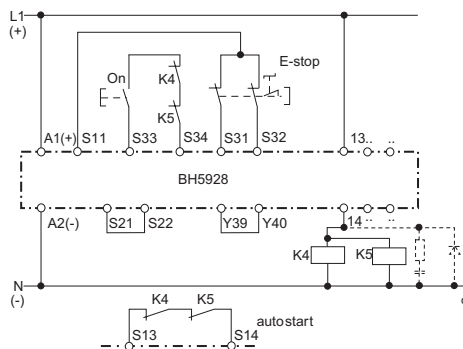 L1
(+)
On
K4
K5
E-stop
A1(+)
S11
S33
S34
S31
S32
13..
..
..
BH5928
A2(-)
S21
S22
Y39
Y40
14
..
..
K4
K5
N
(-)
K4
K5
S13
S14
autostart